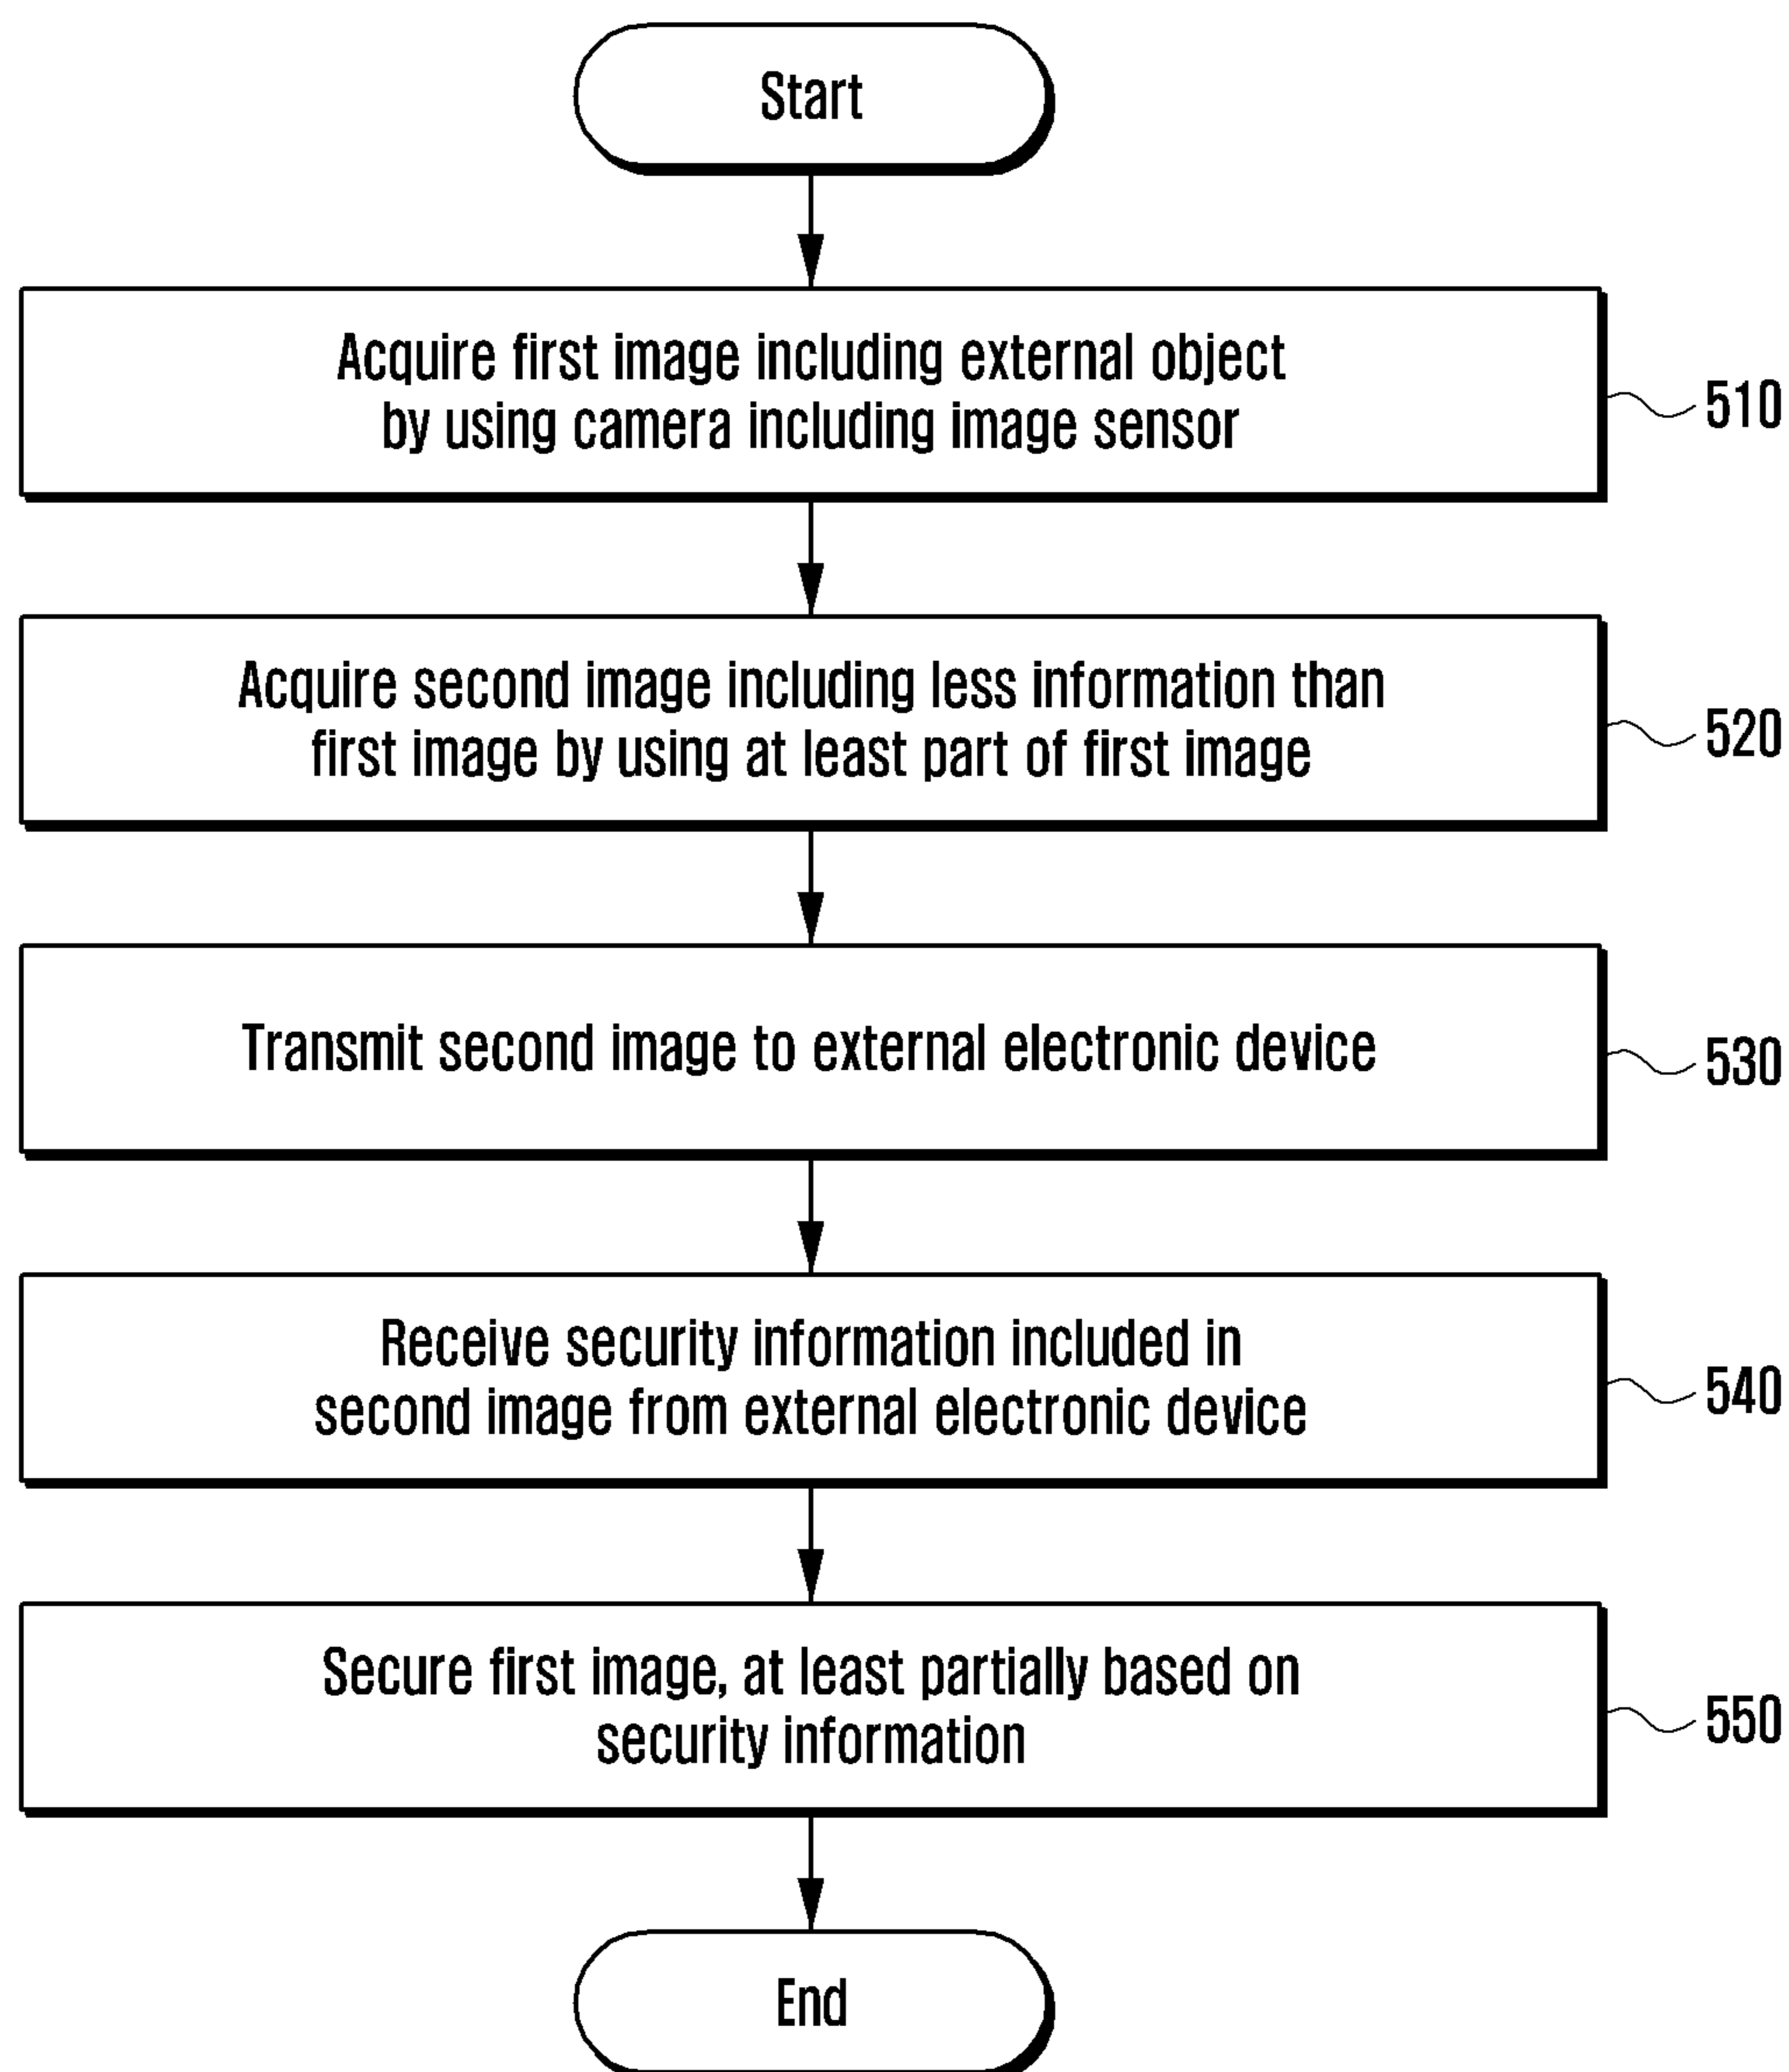 Start
Acquire first image including external object
by using camera including image sensor
510
Acquire second image including less information than
first image by using at least part of first image
520
Transmit second image to external electronic device
530
Receive security information included in
second image from external electronic device
540
Secure first image, at least partially based on
security information
550
End